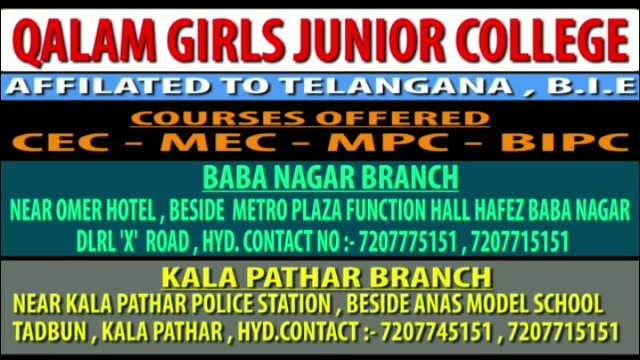 QALAM GIRLS JUNIOR COLLEGE
AFFILATED TO TELANGANA , B.I.E
COURSES OFFERED
CEC - MEC - MPC - BIPC
BABA NAGAR BRANCH
NEAR OMER HOTEL , BESIDE METRO PLAZA FUNCTION HALL HAFEZ BABA NAGAR
DLRL 'X' ROAD , HYD. CONTACT NO :- 7207775151 , 7207715151
KALA PATHAR BRANCH
NEAR KALA PATHAR POLICE STATION , BESIDE ANAS MODEL SCHOOL
TADBUN , KALA PATHAR , HYD.CONTACT :- 7207745151 , 7207715151